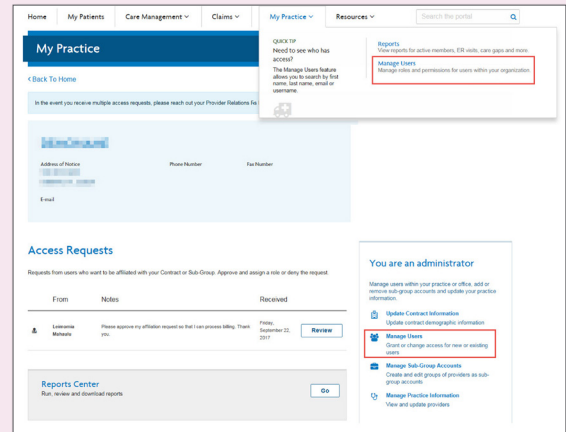 Home My Patients Care Management Claims My Practice Resources Search the portal
My Practice
QUICK TIP
Need to see who has
access?
The Manage Users feature
allows you to search by first
name, last name, email or
username.
Reports
View reports for active members, ER visits, care gaps and more.
Manage Users
Manage roles and permissions for users within your organization.
Back To Home
In the event you receive multiple access requests, please reach out your Provider Relations
Address of Notice Phone Number Fax Number
E-mail
Access Requests
Requests from users who want to be affiliated with your Contract or Sub-Group. Approve and assign a role or deny the request.
From Notes Received
Please approve my affiliation request so that I can process billing. Thank
you.
Friday,
September 22,
2017
Review
Reports Center
Run, review and download reports
Go
You are an administrator
Manage users within your practice or office, add or
remove sub-group accounts and update your practice
information.
Update Contract Information
Update contract demographic information
Manage Users
Grant or change access for new or existing
users
Manage Sub-Group Accounts
Create and edit groups of providers as sub-
group accounts
Manage Practice Information
View and update providers